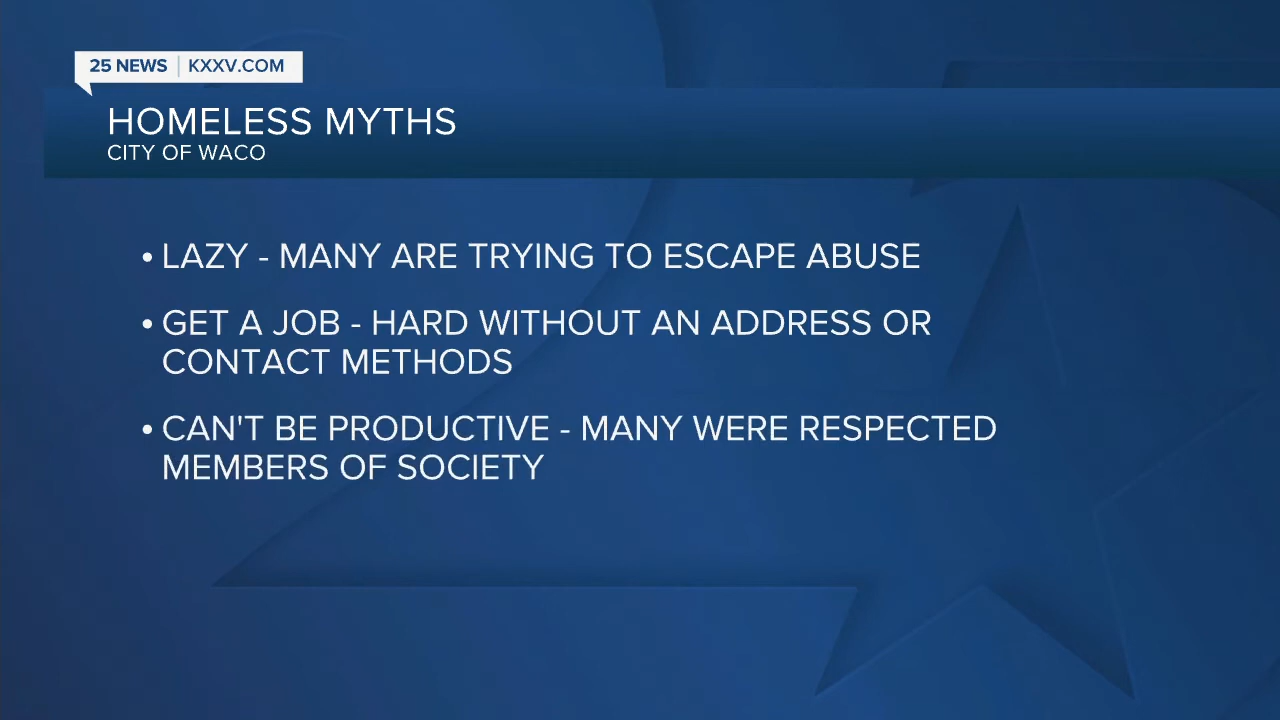 25 NEWS | KXXV.COM
HOMELESS MYTHS
CITY OF WACO
• LAZY - MANY ARE TRYING TO ESCAPE ABUSE
• GET A JOB - HARD WITHOUT AN ADDRESS OR
CONTACT METHODS
• CAN'T BE PRODUCTIVE - MANY WERE RESPECTED
MEMBERS OF SOCIETY